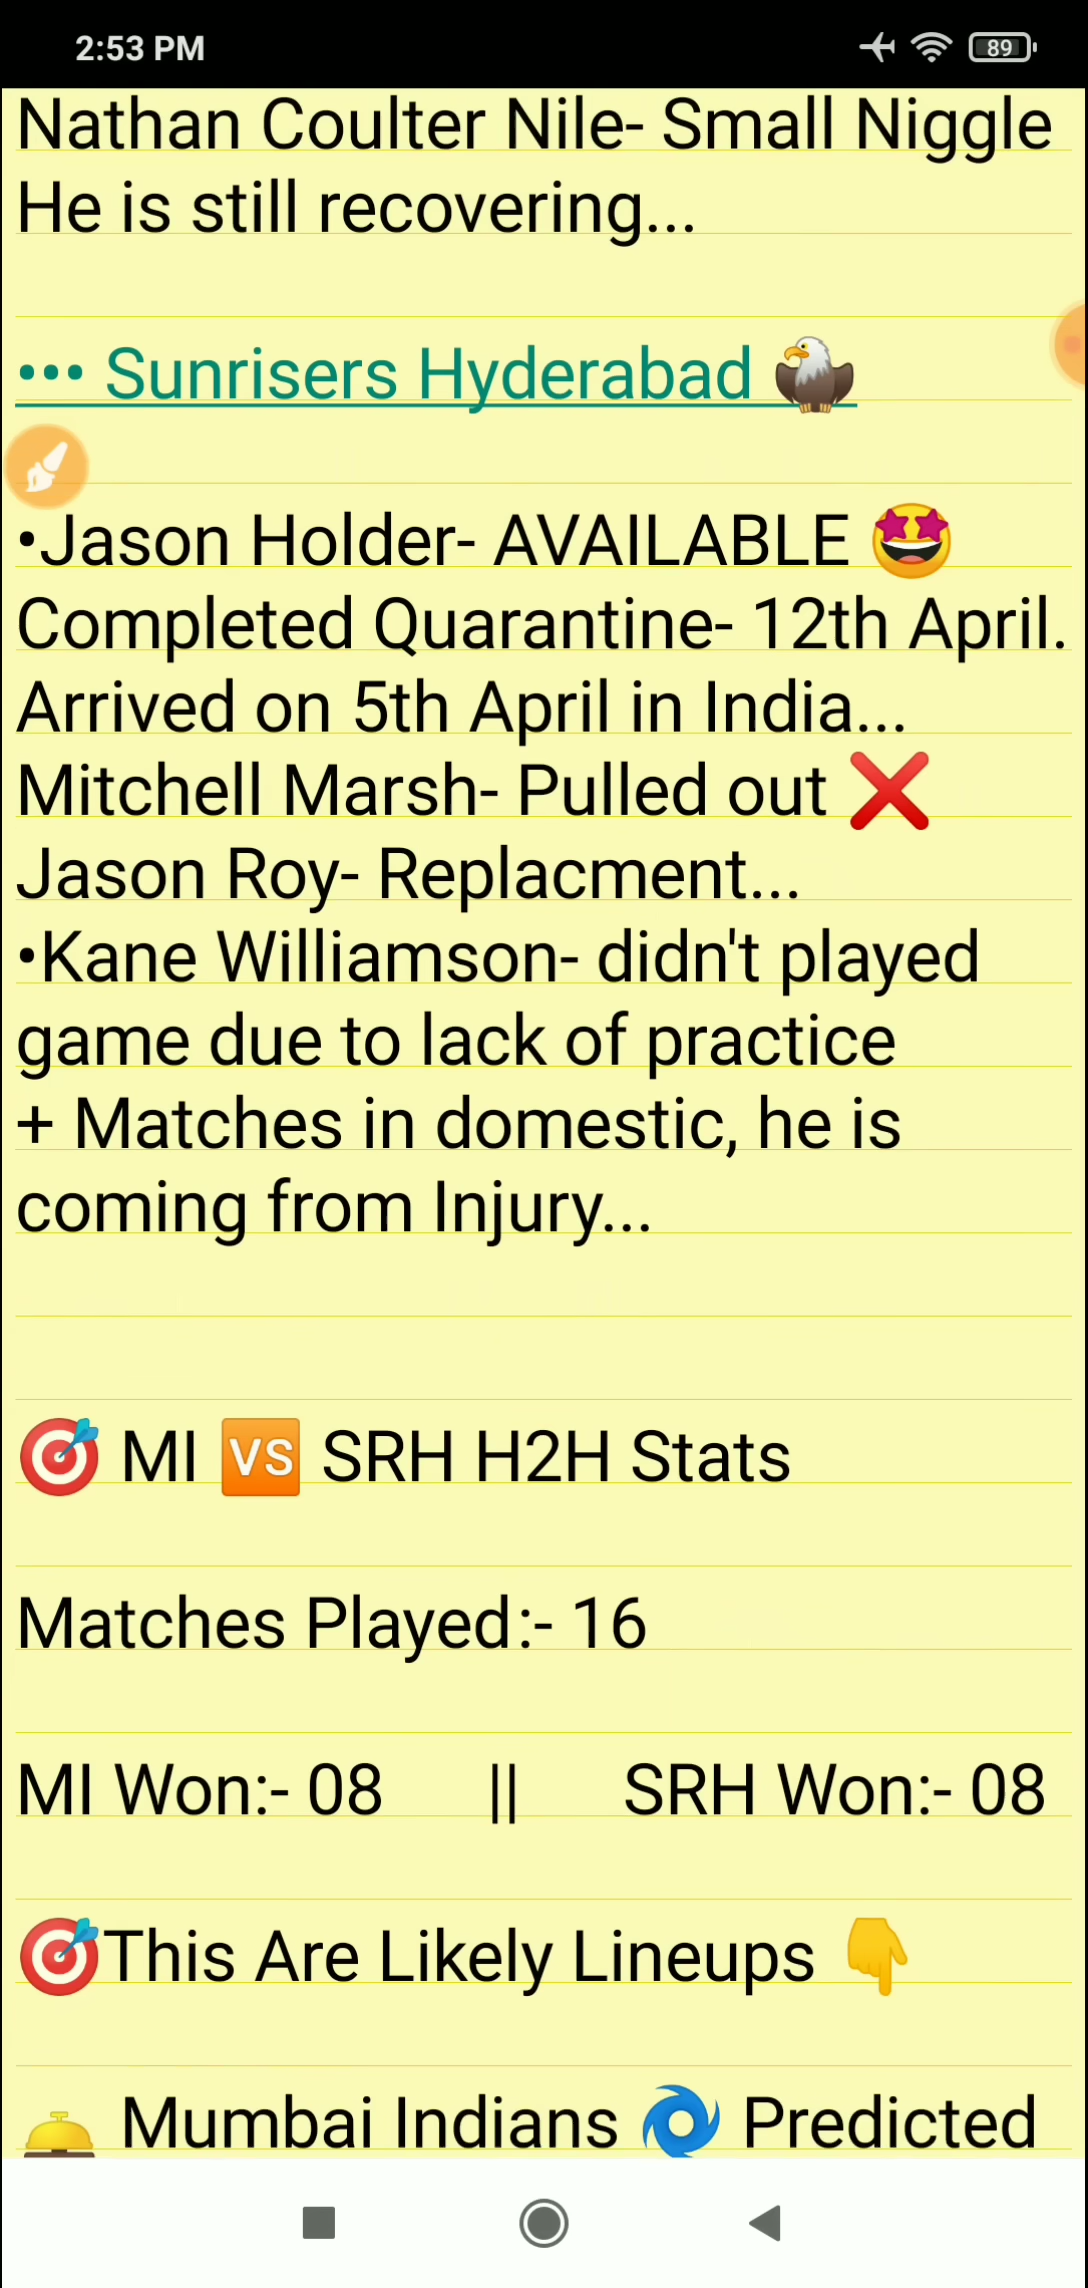 2:53 PM
89
Nathan Coulter Nile- Small Niggle
He is still recovering...
••• Sunrisers Hyderabad 🦅
•Jason Holder- AVAILABLE 🤩
Completed Quarantine- 12th April.
Arrived on 5th April in India...
Mitchell Marsh- Pulled out ❌
Jason Roy- Replacment...
•Kane Williamson- didn't played
game due to lack of practice
+ Matches in domestic, he is
coming from Injury...
🎯 MI 🆚 SRH H2H Stats
Matches Played:- 16
MI Won:- 08 || SRH Won:- 08
🎯This Are Likely Lineups 👇
🛎 Mumbai Indians 🌀 Predicted